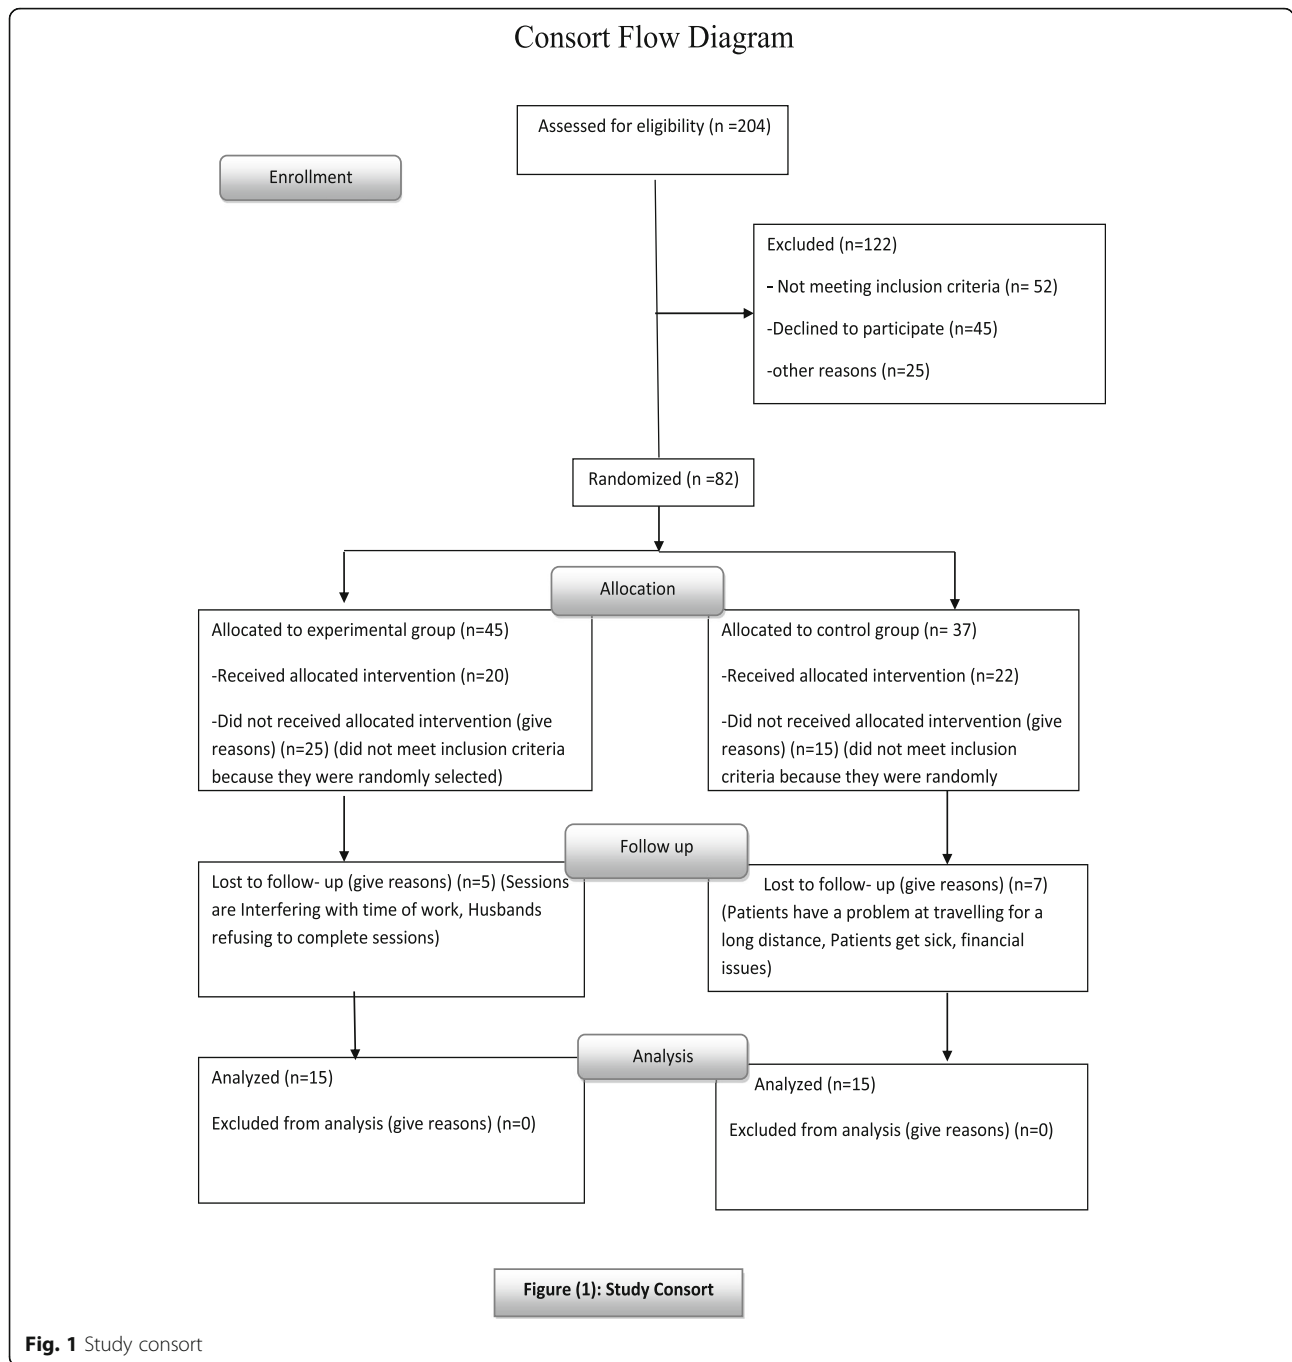 Consort Flow Diagram
Assessed for eligibility (n =204)
Enrollment
Excluded (n=122)
- Not meeting inclusion criteria (n= 52)
-Declined to participate (n=45)
-other reasons (n=25)
Randomized (n =82)
Allocation
Allocated to experimental group (n=45)
-Received allocated intervention (n=20)
-Did not received allocated intervention (give
reasons) (n=25) (did not meet inclusion criteria
because they were randomly selected)
Allocated to control group (n= 37)
-Received allocated intervention (n=22)
-Did not received allocated intervention (give
reasons) (n=15) (did not meet inclusion
criteria because they were randomly
Follow up
Lost to follow- up (give reasons) (n=5) (Sessions
are Interfering with time of work, Husbands
refusing to complete sessions)
Lost to follow- up (give reasons) (n=7)
(Patients have a problem at travelling for a
long distance, Patients get sick, financial
issues)
Analysis
Analyzed (n=15)
Excluded from analysis (give reasons) (n=0)
Analyzed (n=15)
Excluded from analysis (give reasons) (n=0)
Figure (1): Study Consort
Fig. 1 Study consort